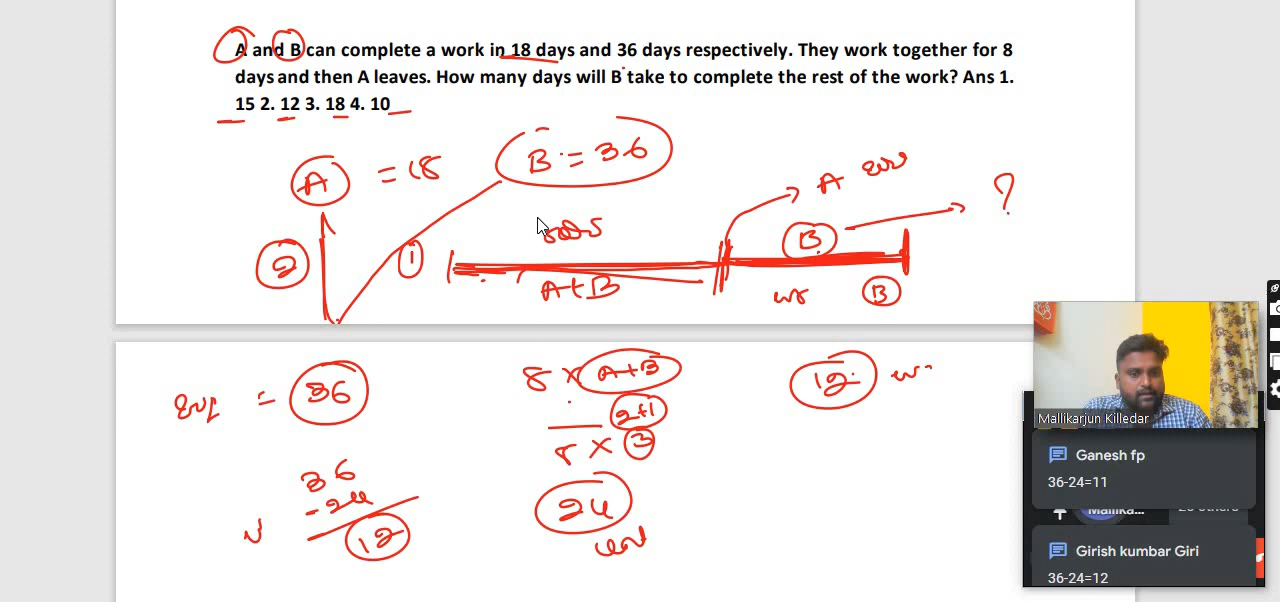 A and B can complete a work in 18 days and 36 days respectively. They work together for 8
days and then A leaves. How many days will B take to complete the rest of the work? Ans 1.
15 2. 12 3. 18 4. 10
A = 18
B = 36
A
?
2
1
B
A+B
B
= 36
8 × A+B
12
2+1
8 × 3
36
-24
12
24
Mallikarjun Killedar
Ganesh fp
36-24=11
Mallika...
Girish kumbar Giri
36-24=12